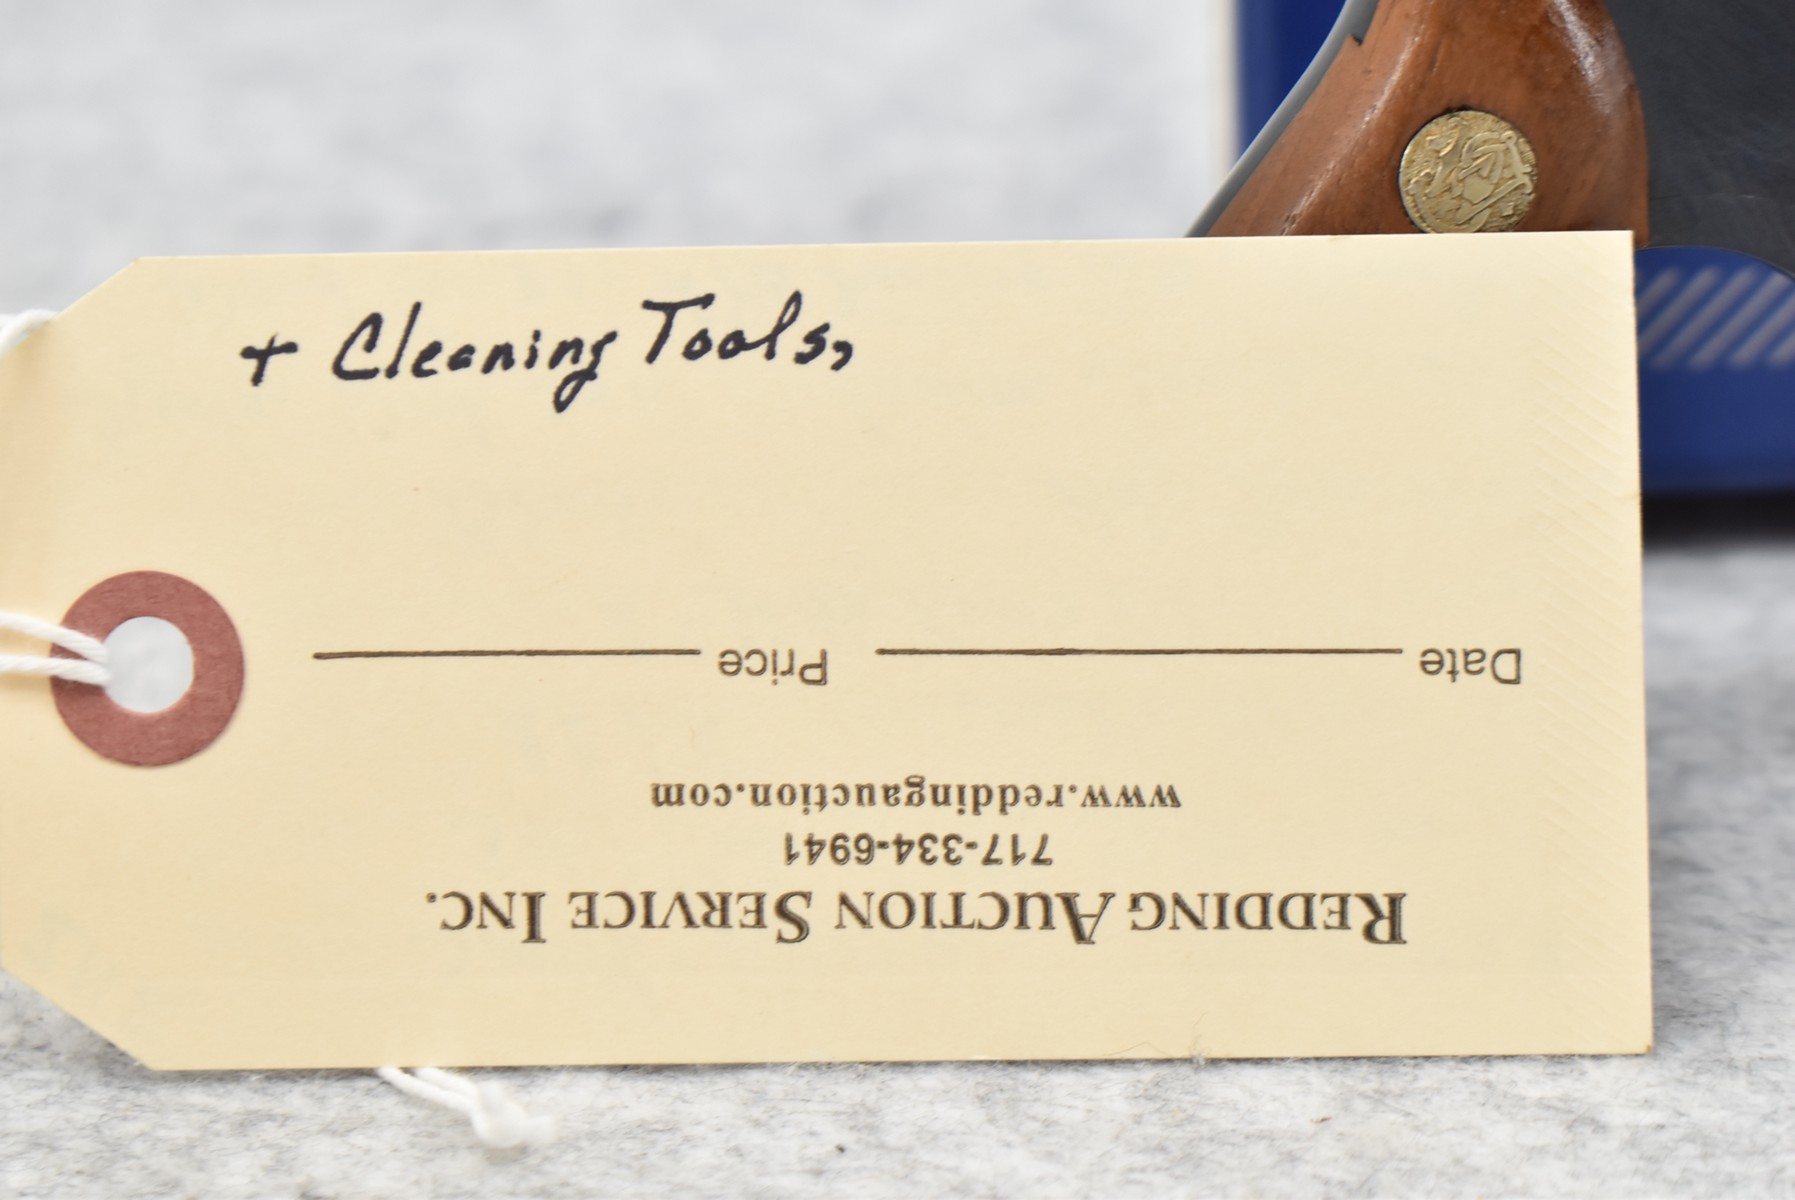 + Cleaning Tools,
REDDING AUCTION SERVICE INC.
717-334-6941
www.reddingauction.com
Date Price